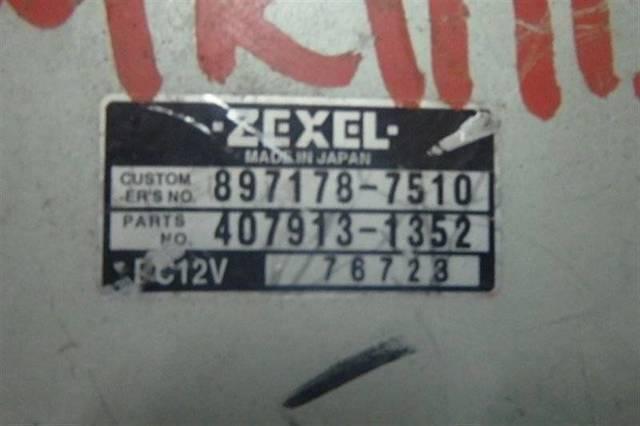 ·ZEXEL·
MADE IN JAPAN
CUSTOM
-ER'S NO. 897178-7510
PARTS
NO. 407913-1352
DC12V 76723